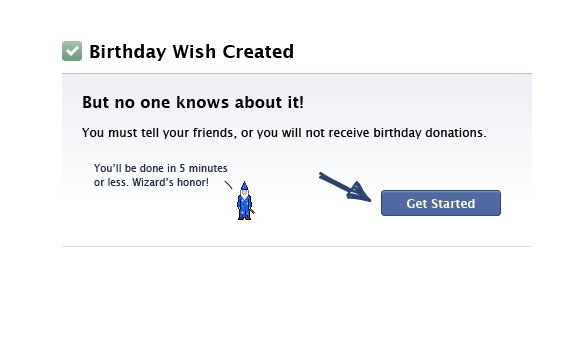 Birthday Wish Created
But no one knows about it!
You must tell your friends, or you will not receive birthday donations.
You'll be done in 5 minutes
or less. Wizard's honor!
Get Started